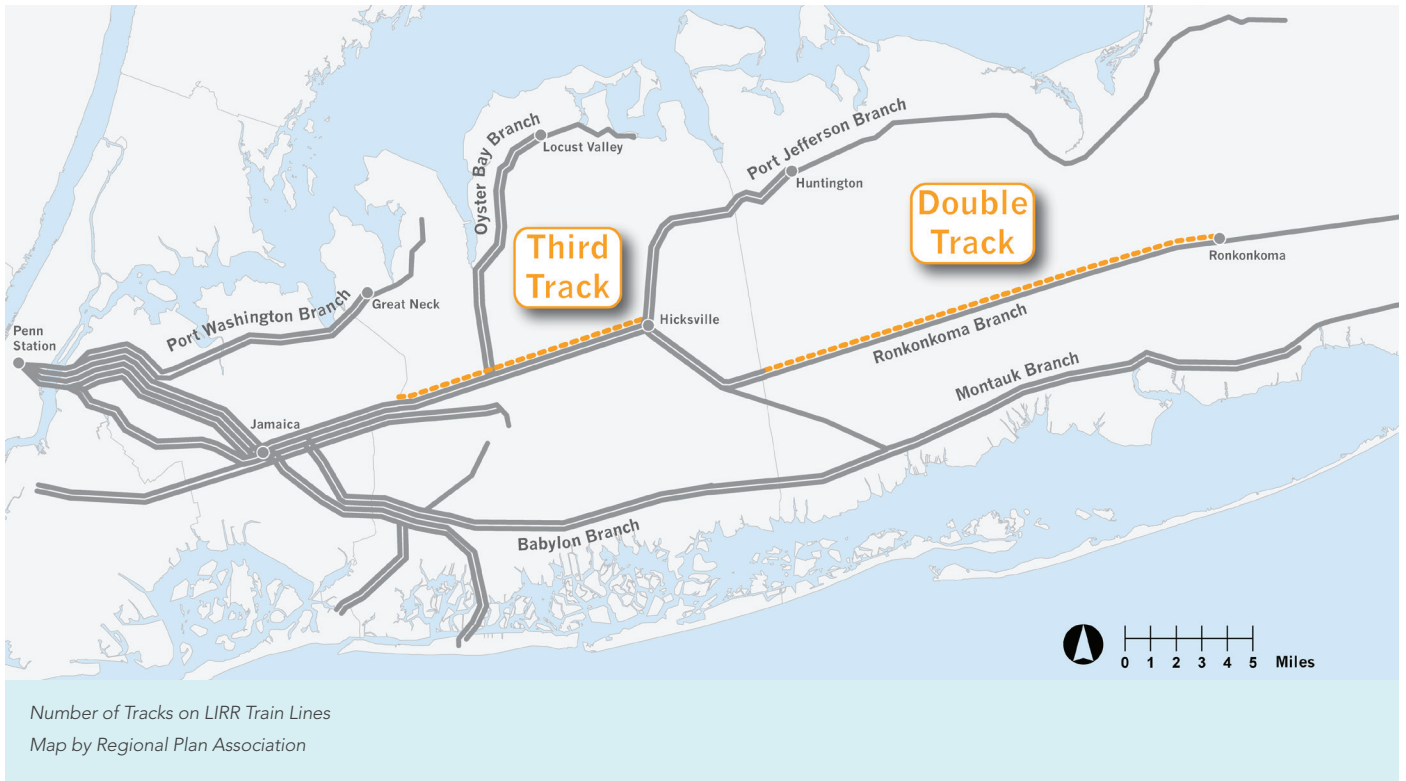 Oyster Bay Branch
Locust Valley
Port Jefferson Branch
Huntington
Double
Track
Third
Track
Ronkonkoma
Port Washington Branch
Great Neck
Hicksville
Penn
Station
Ronkonkoma Branch
Montauk Branch
Jamaica
Babylon Branch
0 1 2 3 4 5 Miles
Number of Tracks on LIRR Train Lines
Map by Regional Plan Association